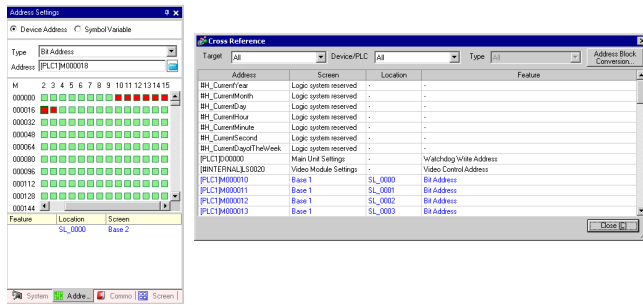 Address Settings
Device Address Symbol Variable
Type Bit Address
Address [PLC1]M000018
M 2 3 4 5 6 7 8 9 10 11 12 13 14 15
000000
000016
000032
000048
000064
000080
000096
000112
000128
000144
Feature Location Screen
SL_0000 Base 2
System Addre... Commo Screen
Cross Reference
Target All Device/PLC All Type All Address Block Conversion...
Address Screen Location Feature
#H_CurrentYear Logic system reserved - -
#H_CurrentMonth Logic system reserved - -
#H_CurrentDay Logic system reserved - -
#H_CurrentHour Logic system reserved - -
#H_CurrentMinute Logic system reserved - -
#H_CurrentSecond Logic system reserved - -
#H_CurrentDayofTheWeek Logic system reserved - -
[PLC1]D00000 Main Unit Settings - Watchdog Write Address
[#INTERNAL]LS0020 Video Module Settings - Video Control Address
[PLC1]M000010 Base 1 SL_0000 Bit Address
[PLC1]M000011 Base 1 SL_0001 Bit Address
[PLC1]M000012 Base 1 SL_0002 Bit Address
[PLC1]M000013 Base 1 SL_0003 Bit Address
Close [C]